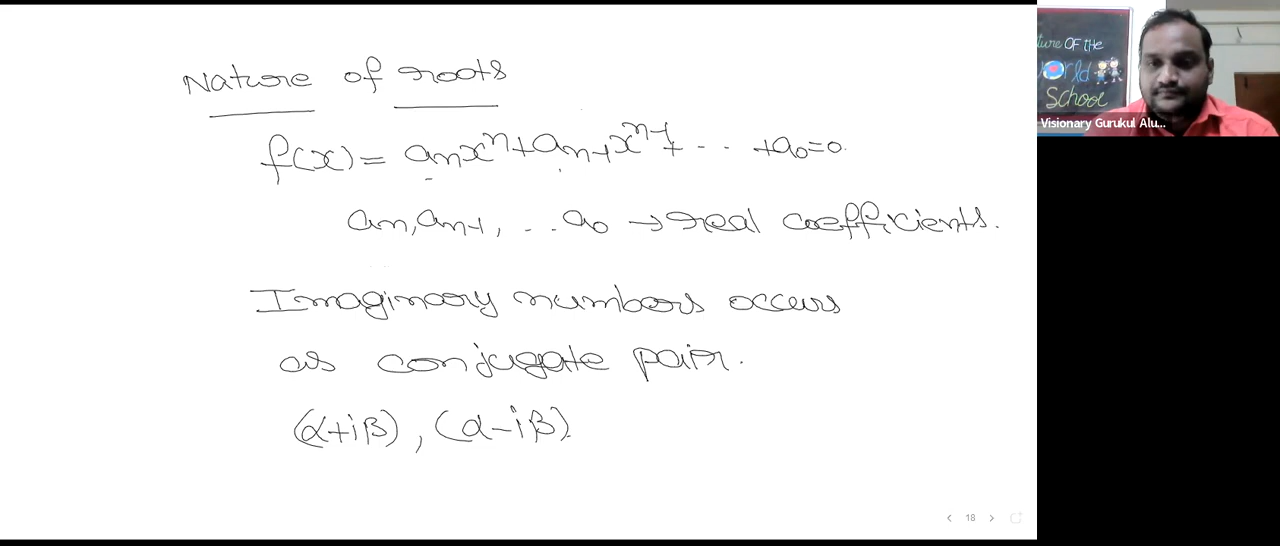 Nature of roots
f(x) = aₙxⁿ + aₙ₋₁xⁿ⁻¹ + ... + a₀ = 0.
aₙ, aₙ₋₁, ... a₀ → real coefficients.
Imaginary numbers occurs
as conjugate pair.
(α+iβ), (α-iβ).
< 18 >
ture OF tHe
World
SCHOOL
Visionary Gurukul Alu...